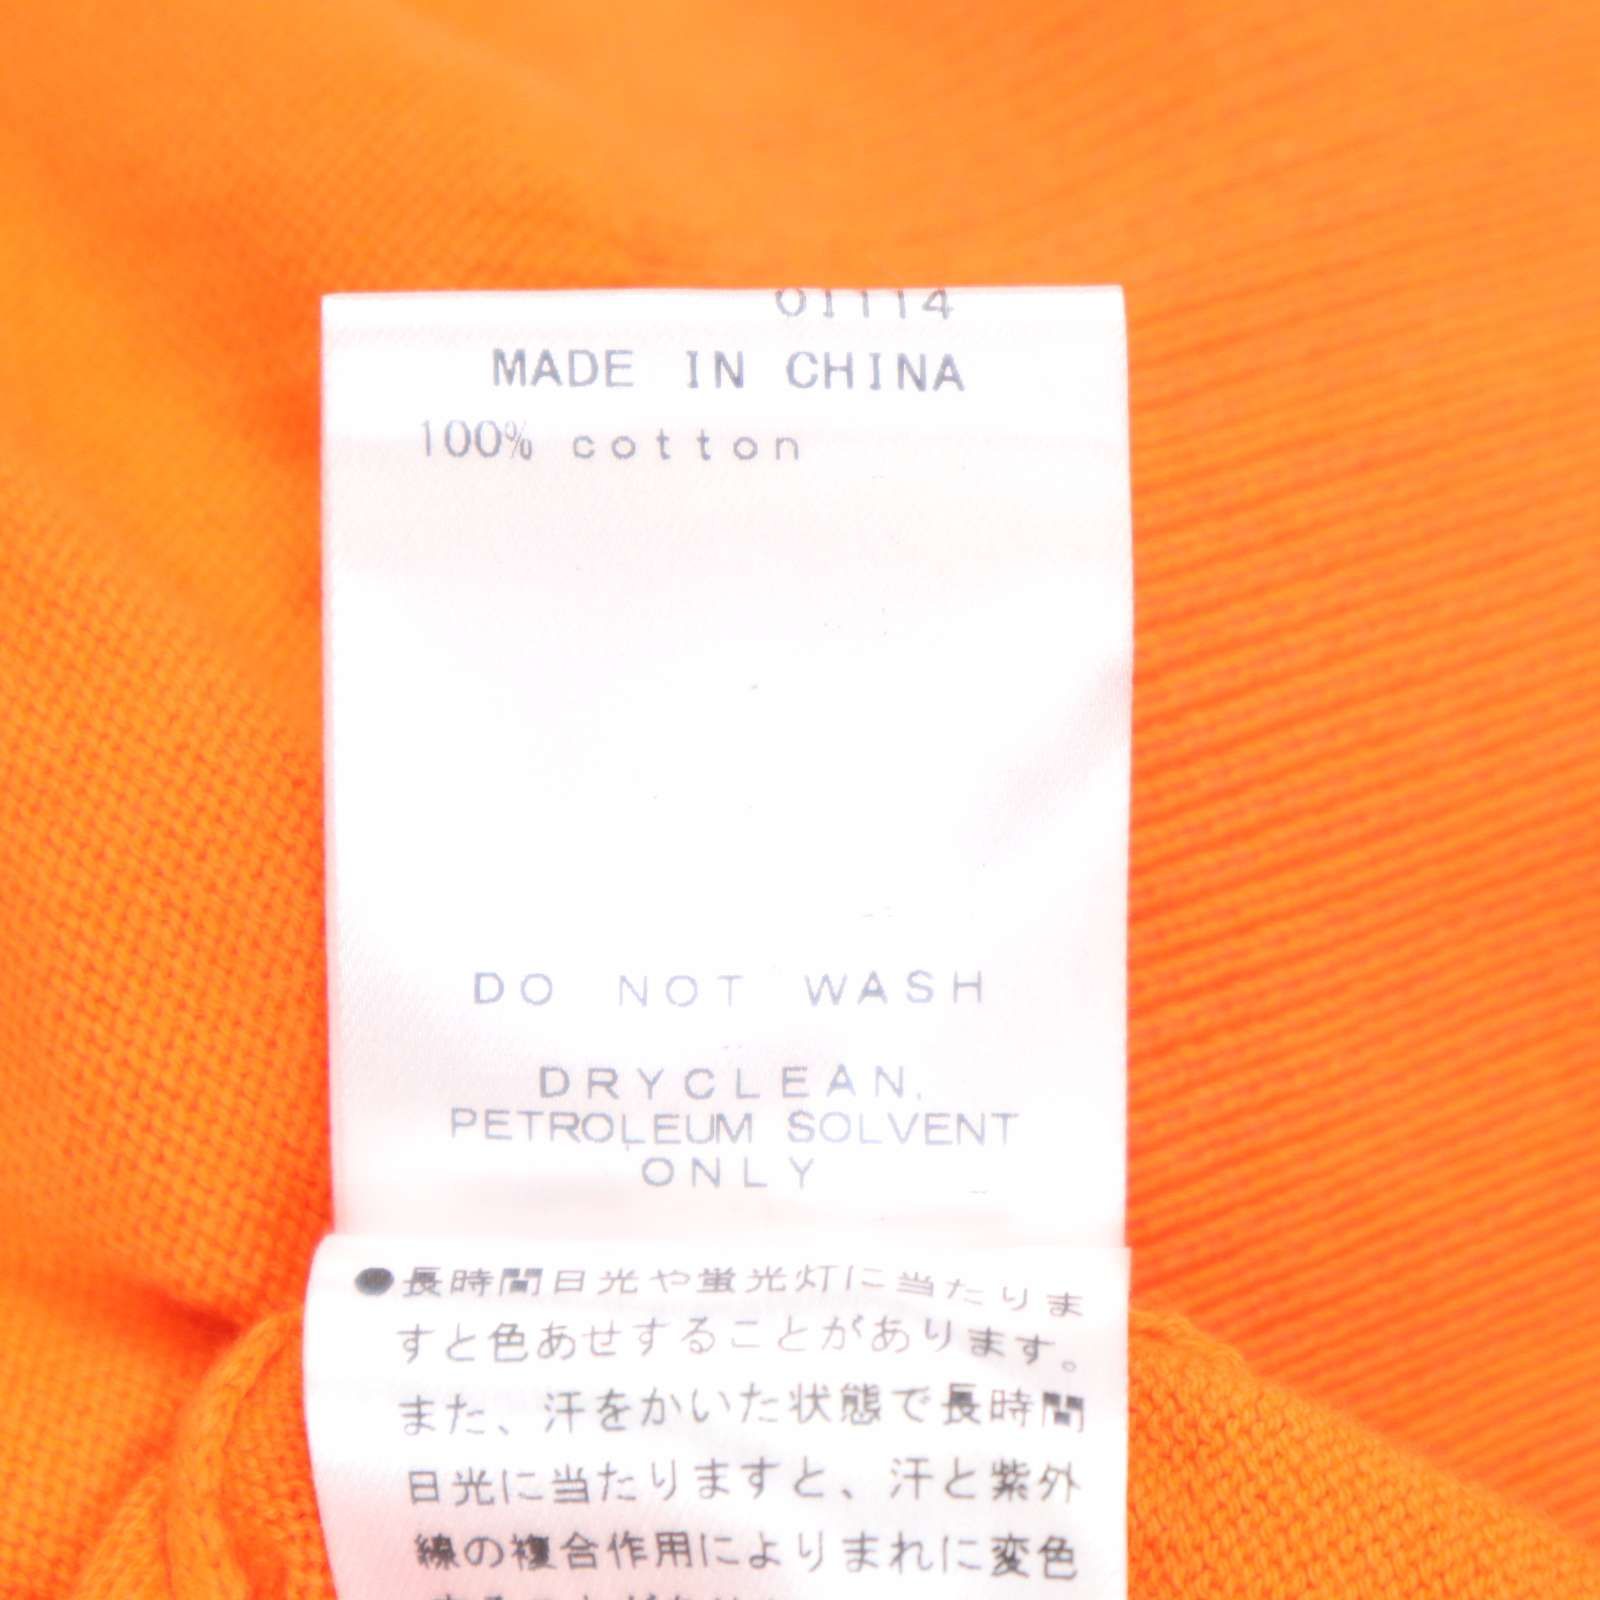 01114
MADE IN CHINA
100% cotton
DO NOT WASH
DRYCLEAN,
PETROLEUM SOLVENT
ONLY
●長時間日光や蛍光灯に当たりま
すと色あせすることがあります。
また、汗をかいた状態で長時間
日光に当たりますと、汗と紫外
線の複合作用によりまれに変色